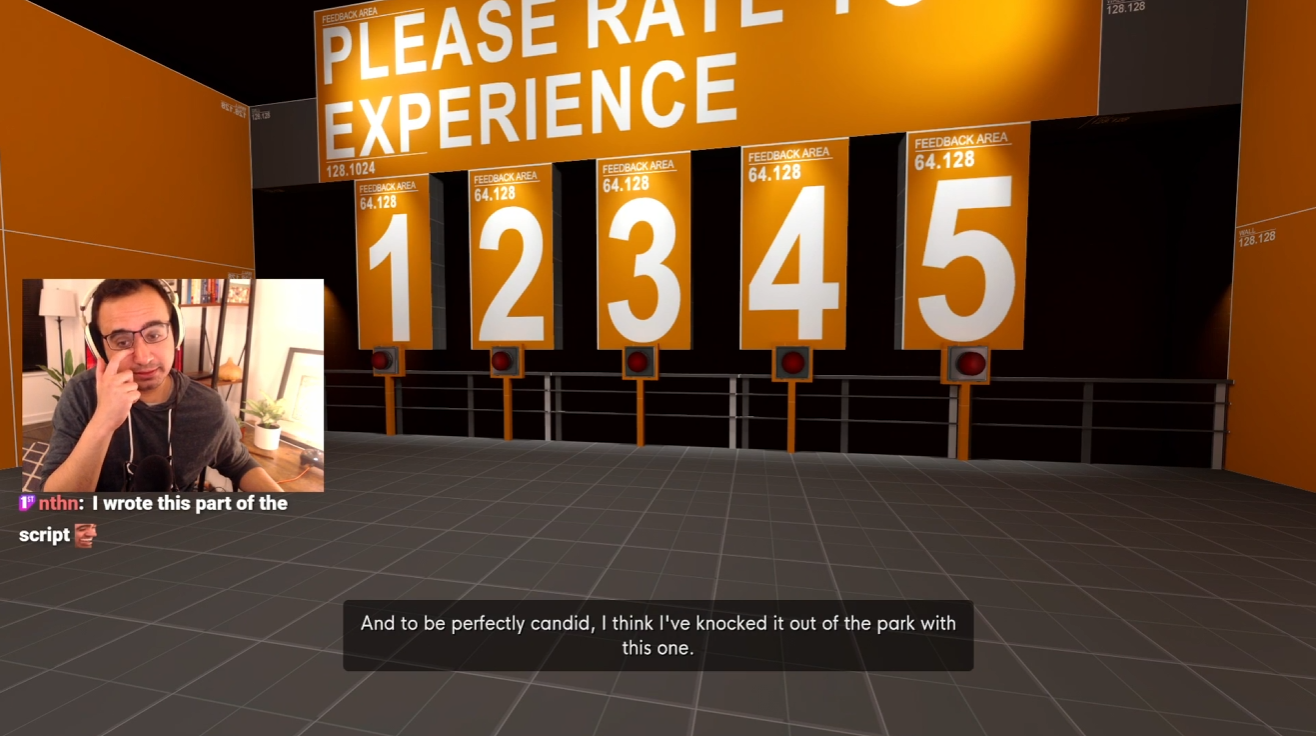 FEEDBACK AREA
PLEASE RATE
EXPERIENCE
128.1024
128.128
FEEDBACK AREA
64.128
1
FEEDBACK AREA
64.128
2
FEEDBACK AREA
64.128
3
FEEDBACK AREA
64.128
4
FEEDBACK AREA
64.128
5
WALL
128.128
1ST nthn: I wrote this part of the
script
And to be perfectly candid, I think I've knocked it out of the park with
this one.